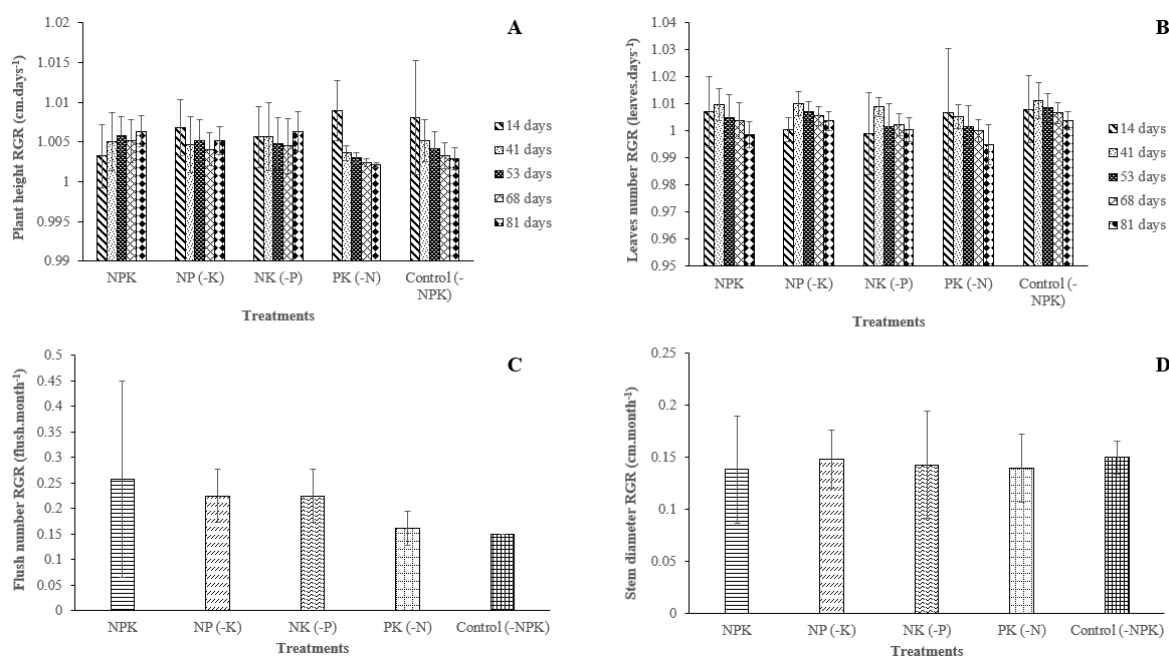 A
Plant height RGR (cm.days⁻¹)
1.02
1.015
1.01
1.005
1
0.995
0.99
NPK
NP (-K)
NK (-P)
PK (-N)
Control (-
NPK)
Treatments
14 days
41 days
53 days
68 days
81 days
B
Leaves number RGR (leaves.days⁻¹)
1.04
1.03
1.02
1.01
1
0.99
0.98
0.97
0.96
0.95
NPK
NP (-K)
NK (-P)
PK (-N)
Control (-
NPK)
Treatments
14 days
41 days
53 days
68 days
81 days
C
Flush number RGR (flush.month⁻¹)
0.5
0.45
0.4
0.35
0.3
0.25
0.2
0.15
0.1
0.05
0
NPK
NP (-K)
NK (-P)
PK (-N)
Control (-NPK)
Treatments
D
Stem diameter RGR (cm.month⁻¹)
0.25
0.2
0.15
0.1
0.05
0
NPK
NP (-K)
NK (-P)
PK (-N)
Control (-NPK)
Treatments